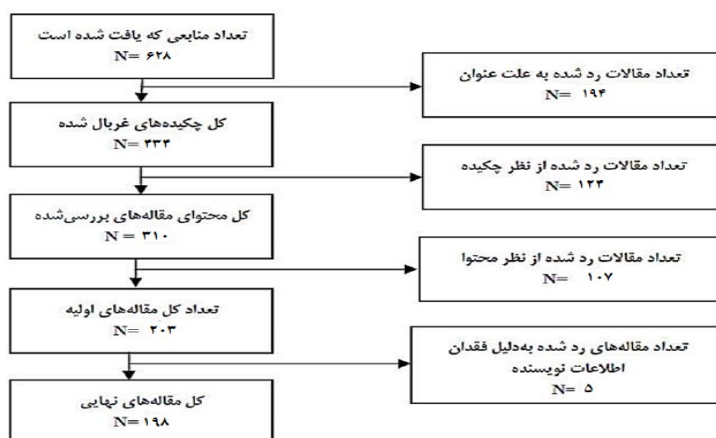 تعداد منابعی که یافت شده است
N= ۶۲۸
تعداد مقالات رد شده به علت عنوان
N= ۱۹۴
کل چکیده‌های غربال شده
N= ۴۳۴
تعداد مقالات رد شده از نظر چکیده
N= ۱۲۴
کل محتوای مقاله‌های بررسی‌شده
N = ۳۱۰
تعداد مقالات رد شده از نظر محتوا
N= ۱۰۷
تعداد کل مقاله‌های اولیه
N= ۲۰۳
تعداد مقاله‌های رد شده به‌دلیل فقدان
اطلاعات نویسنده
N= ۵
کل مقاله‌های نهایی
N=۱۹۸